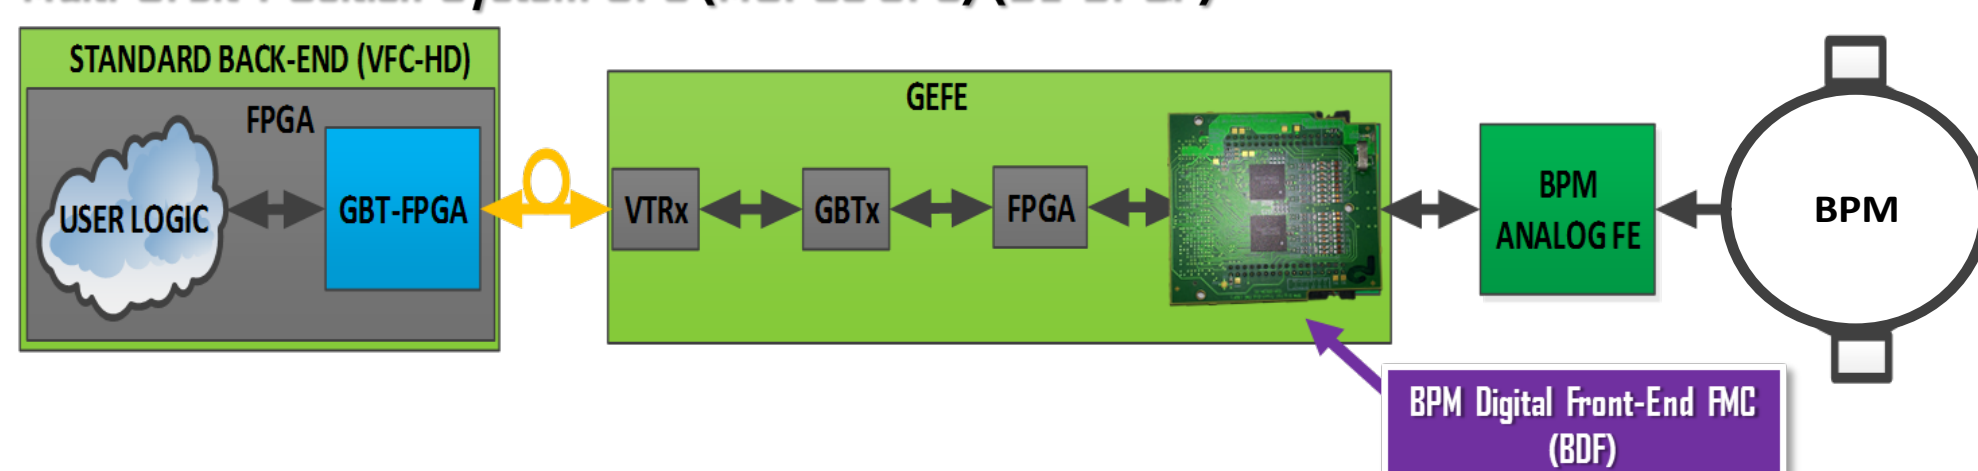 STANDARD BACK-END (VFC-HD)
FPGA
USER LOGIC
GBT-FPGA
GEFE
VTRx
GBTx
FPGA
BPM
ANALOG FE
BPM
BPM Digital Front-End FMC
(BDF)